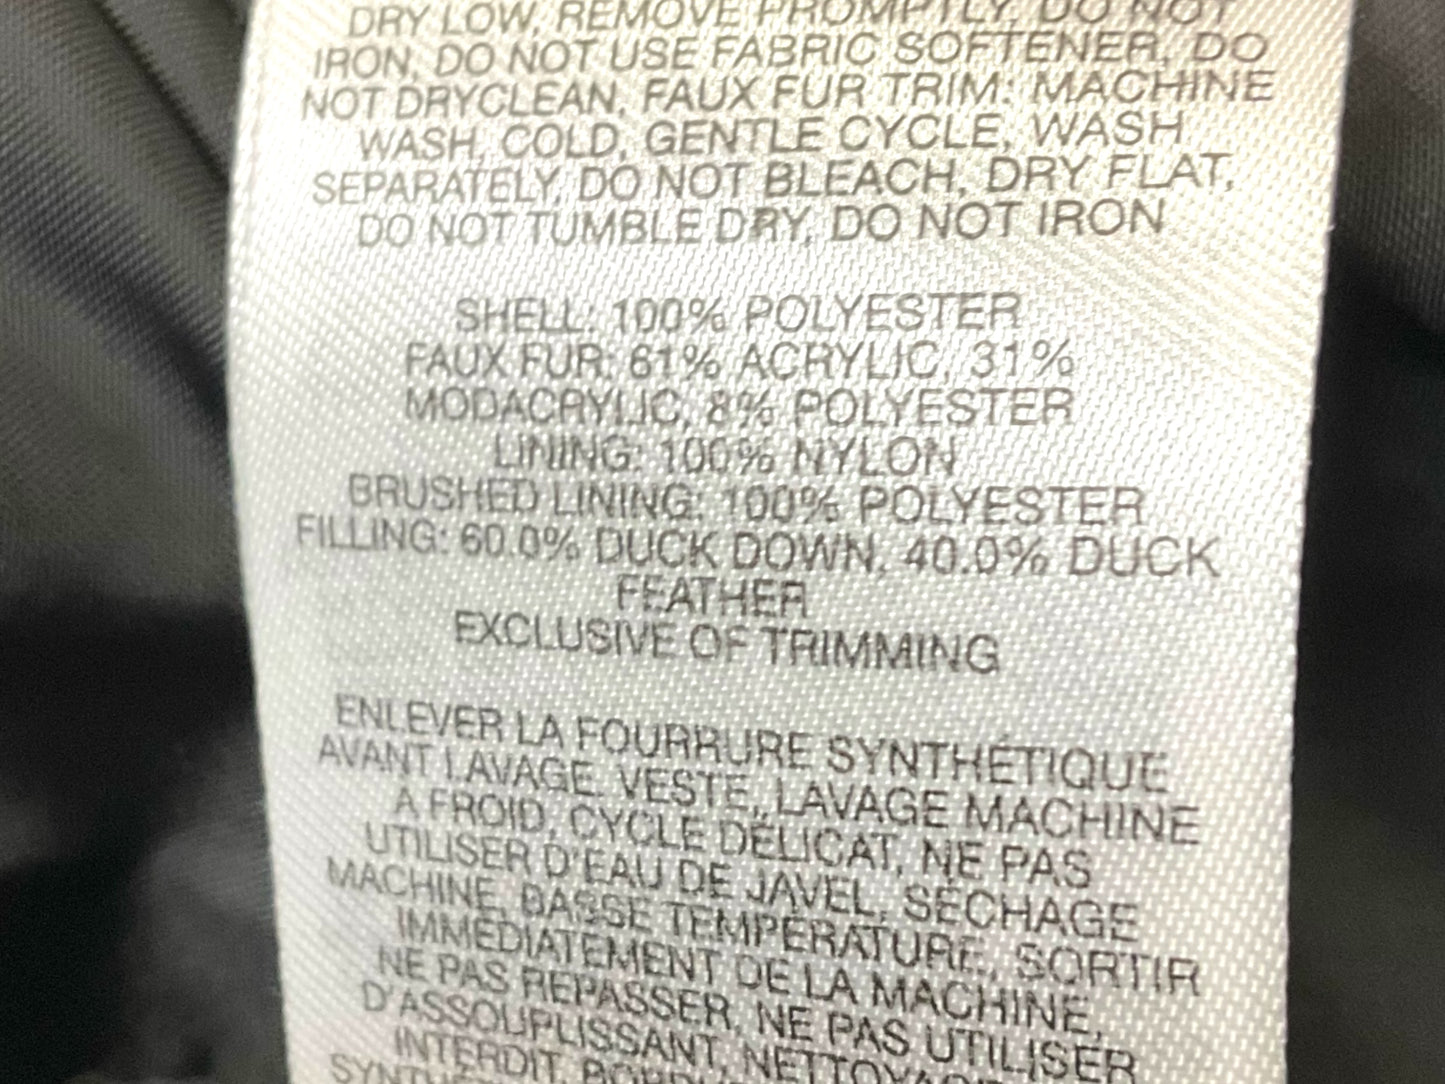 DRY LOW, REMOVE PROMPTLY, DO NOT
IRON, DO NOT USE FABRIC SOFTENER, DO
NOT DRYCLEAN, FAUX FUR TRIM: MACHINE
WASH, COLD, GENTLE CYCLE, WASH
SEPARATELY, DO NOT BLEACH, DRY FLAT,
DO NOT TUMBLE DRY, DO NOT IRON
SHELL: 100% POLYESTER
FAUX FUR: 61% ACRYLIC, 31%
MODACRYLIC, 8% POLYESTER
LINING: 100% NYLON
BRUSHED LINING: 100% POLYESTER
FILLING: 60.0% DUCK DOWN, 40.0% DUCK
FEATHER
EXCLUSIVE OF TRIMMING
ENLEVER LA FOURRURE SYNTHÉTIQUE
AVANT LAVAGE, VESTE, LAVAGE MACHINE
À FROID, CYCLE DÉLICAT, NE PAS
UTILISER D'EAU DE JAVEL, SÉCHAGE
MACHINE, BASSE TEMPÉRATURE, SORTIR
IMMÉDIATEMENT DE LA MACHINE,
NE PAS REPASSER, NE PAS UTILISER
D'ASSOUPLISSANT, NETTOYAGE
INTERDIT,